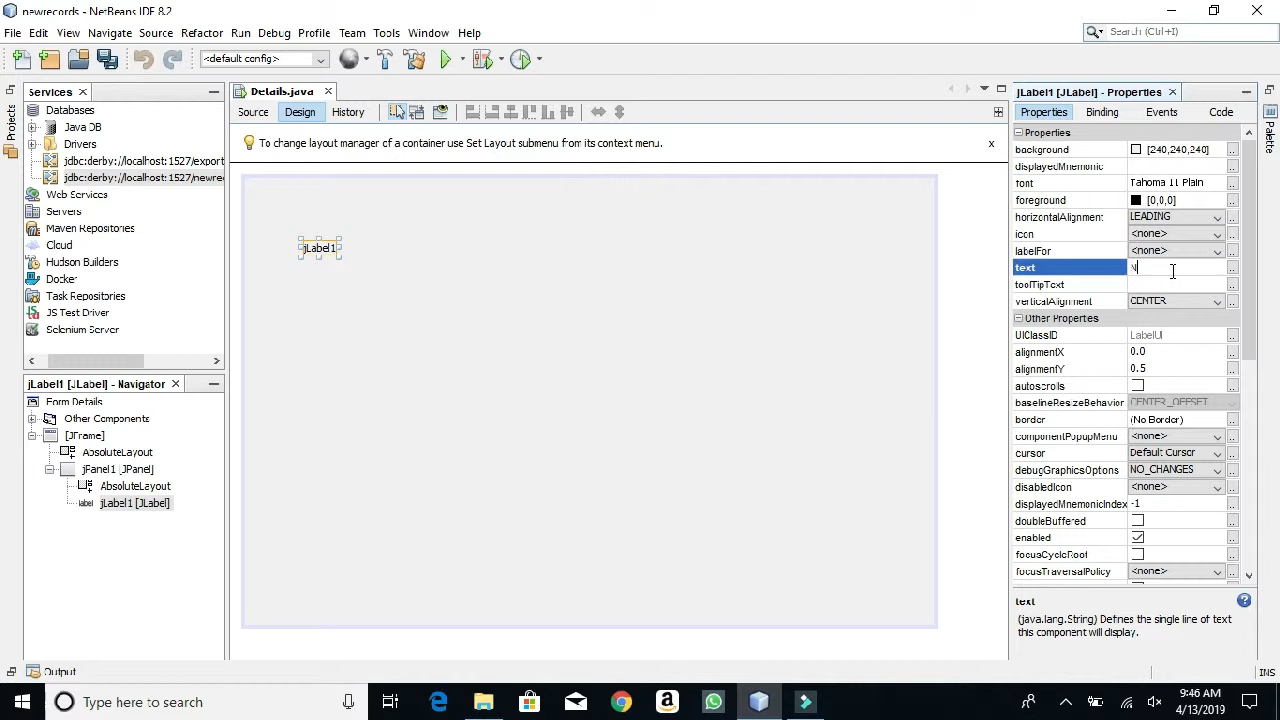 newrecords - NetBeans IDE 8.2
File Edit View Navigate Source Refactor Run Debug Profile Team Tools Window Help
Search (Ctrl+I)
<default config>
Services
Databases
Java DB
Drivers
jdbc:derby://localhost:1527/export
jdbc:derby://localhost:1527/newre
Web Services
Servers
Maven Repositories
Cloud
Hudson Builders
Docker
Task Repositories
JS Test Driver
Selenium Server
Projects
jLabel1 [JLabel] - Navigator
Form Details
Other Components
[JFrame]
AbsoluteLayout
jPanel1 [JPanel]
AbsoluteLayout
label jLabel1 [JLabel]
Details.java
Source Design History
To change layout manager of a container use Set Layout submenu from its context menu.
jLabel1
jLabel1 [JLabel] - Properties
Properties Binding Events Code
Properties
background [240,240,240]
displayedMnemonic
font Tahoma 11 Plain
foreground [0,0,0]
horizontalAlignment LEADING
icon <none>
labelFor <none>
text
toolTipText
verticalAlignment CENTER
Other Properties
UIClassID LabelUI
alignmentX 0.0
alignmentY 0.5
autoscrolls
baselineResizeBehavior CENTER_OFFSET
border (No Border)
componentPopupMenu <none>
cursor Default Cursor
debugGraphicsOptions NO_CHANGES
disabledIcon <none>
displayedMnemonicIndex -1
doubleBuffered
enabled
focusCycleRoot
focusTraversalPolicy <none>
text
(java.lang.String) Defines the single line of text
this component will display.
Palette
Output
INS
Type here to search
9:46 AM
4/13/2019